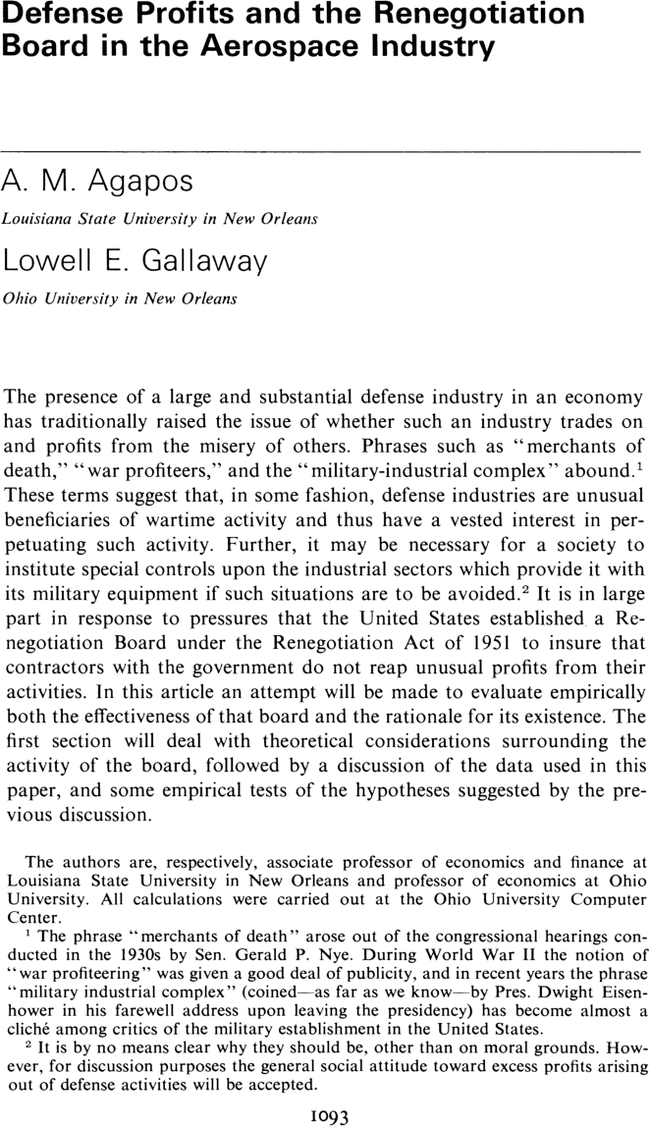 Defense Profits and the Renegotiation
Board in the Aerospace Industry
A. M. Agapos
Louisiana State University in New Orleans
Lowell E. Gallaway
Ohio University in New Orleans
The presence of a large and substantial defense industry in an economy
has traditionally raised the issue of whether such an industry trades on
and profits from the misery of others. Phrases such as “merchants of
death,” “war profiteers,” and the “military-industrial complex” abound.¹
These terms suggest that, in some fashion, defense industries are unusual
beneficiaries of wartime activity and thus have a vested interest in per-
petuating such activity. Further, it may be necessary for a society to
institute special controls upon the industrial sectors which provide it with
its military equipment if such situations are to be avoided.² It is in large
part in response to pressures that the United States established a Re-
negotiation Board under the Renegotiation Act of 1951 to insure that
contractors with the government do not reap unusual profits from their
activities. In this article an attempt will be made to evaluate empirically
both the effectiveness of that board and the rationale for its existence. The
first section will deal with theoretical considerations surrounding the
activity of the board, followed by a discussion of the data used in this
paper, and some empirical tests of the hypotheses suggested by the pre-
vious discussion.
The authors are, respectively, associate professor of economics and finance at
Louisiana State University in New Orleans and professor of economics at Ohio
University. All calculations were carried out at the Ohio University Computer
Center.
¹ The phrase “merchants of death” arose out of the congressional hearings con-
ducted in the 1930s by Sen. Gerald P. Nye. During World War II the notion of
“war profiteering” was given a good deal of publicity, and in recent years the phrase
“military industrial complex” (coined—as far as we know—by Pres. Dwight Eisen-
hower in his farewell address upon leaving the presidency) has become almost a
cliché among critics of the military establishment in the United States.
² It is by no means clear why they should be, other than on moral grounds. How-
ever, for discussion purposes the general social attitude toward excess profits arising
out of defense activities will be accepted.
1093